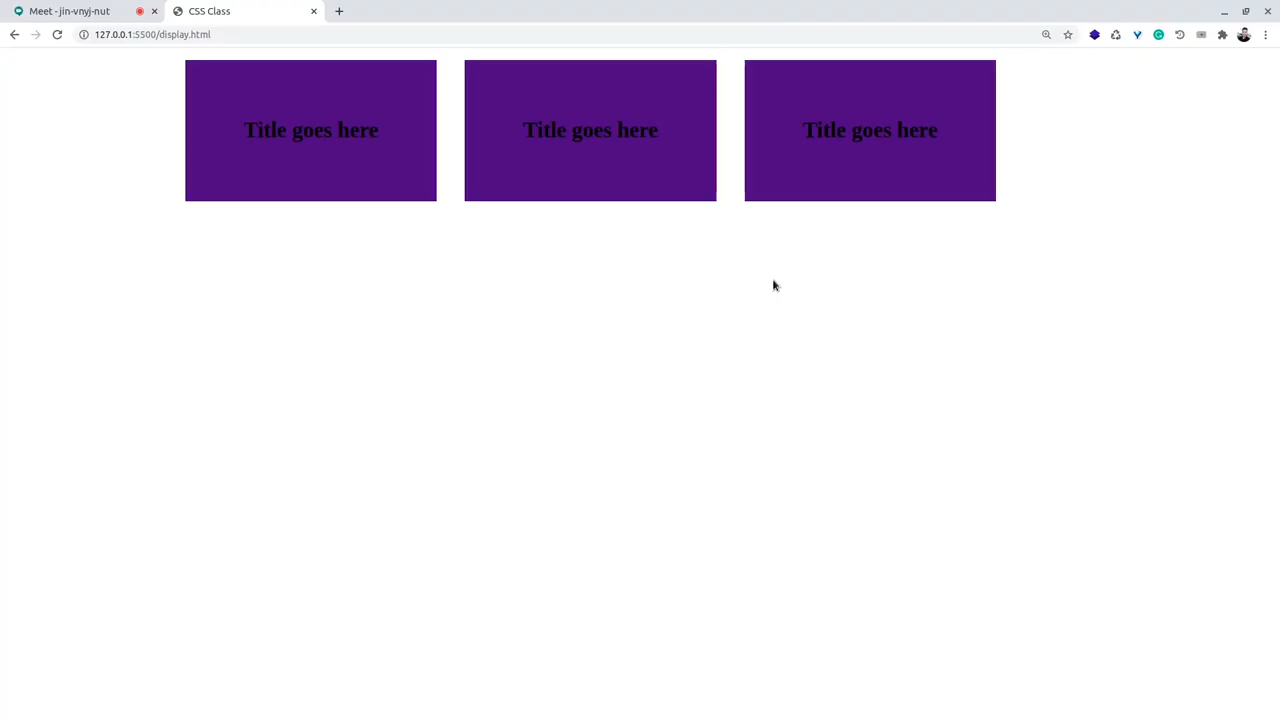 Meet - jin-vnyj-nut
CSS Class
127.0.0.1:5500/display.html
Title goes here
Title goes here
Title goes here